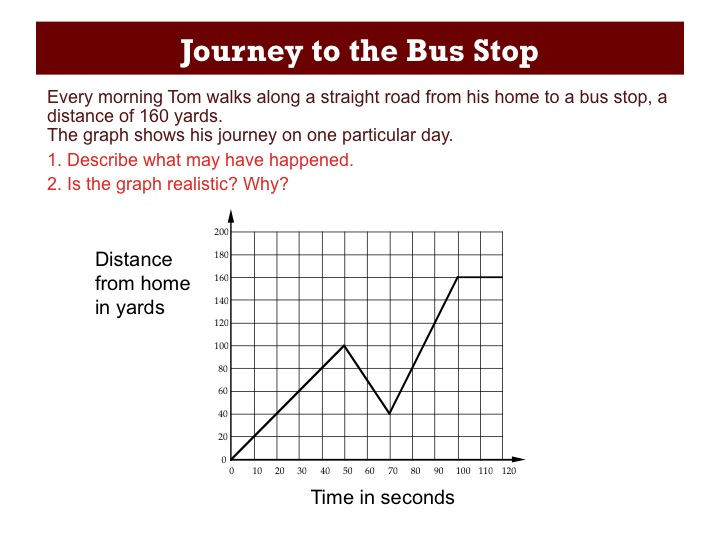 Journey to the Bus Stop
Every morning Tom walks along a straight road from his home to a bus stop, a
distance of 160 yards.
The graph shows his journey on one particular day.
1. Describe what may have happened.
2. Is the graph realistic? Why?
Distance
from home
in yards
200
180
160
140
120
100
80
60
40
20
0
0 10 20 30 40 50 60 70 80 90 100 110 120
Time in seconds